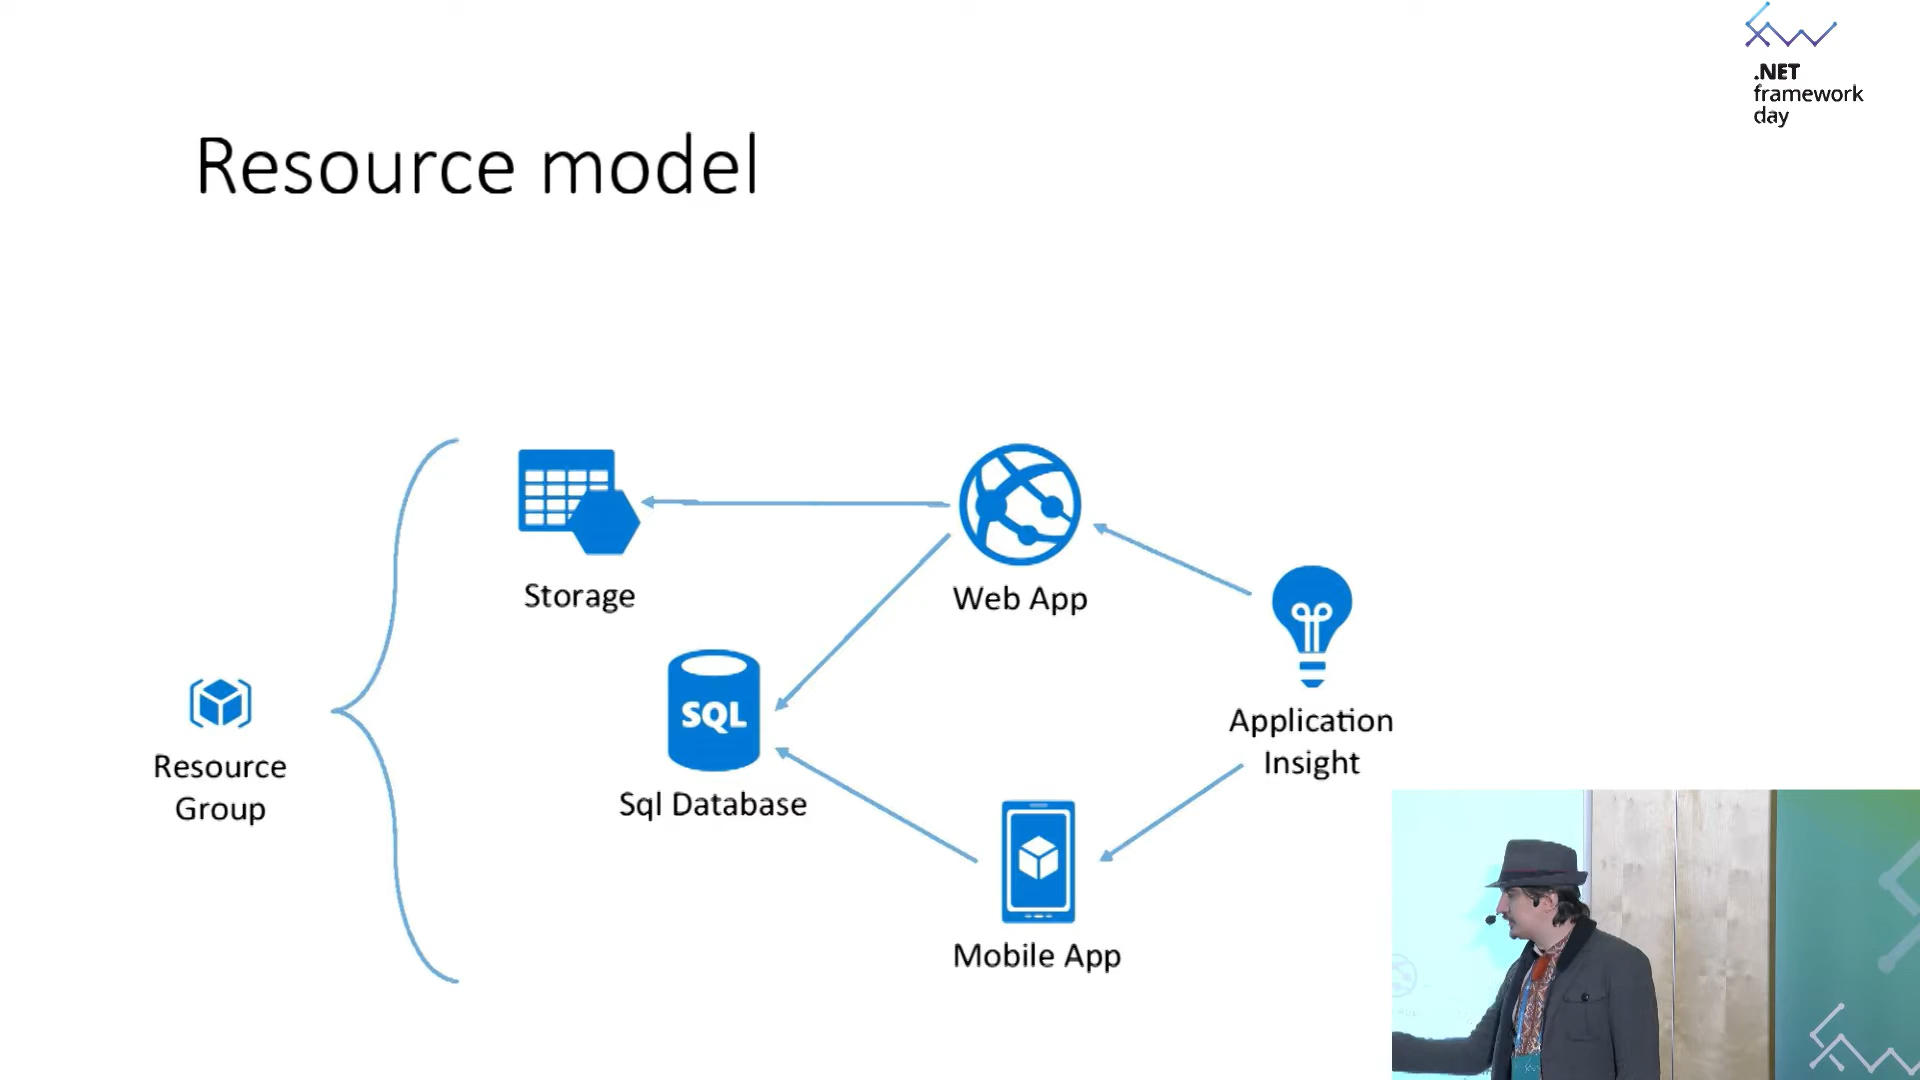 .NET
framework
day
Resource model
Storage
Web App
SQL
Sql Database
Application
Insight
Resource
Group
Mobile App